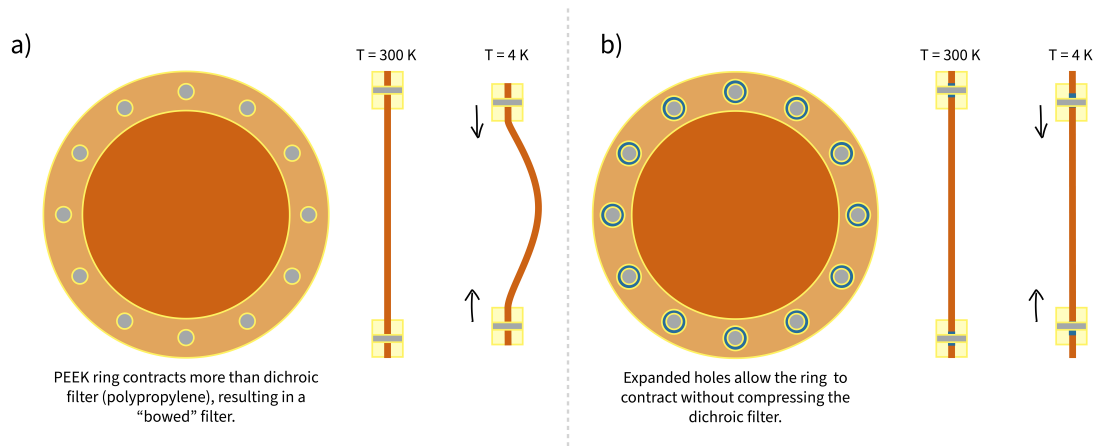 a)
T = 300 K
T = 4 K
PEEK ring contracts more than dichroic
filter (polypropylene), resulting in a
“bowed” filter.
b)
T = 300 K
T = 4 K
Expanded holes allow the ring to
contract without compressing the
dichroic filter.